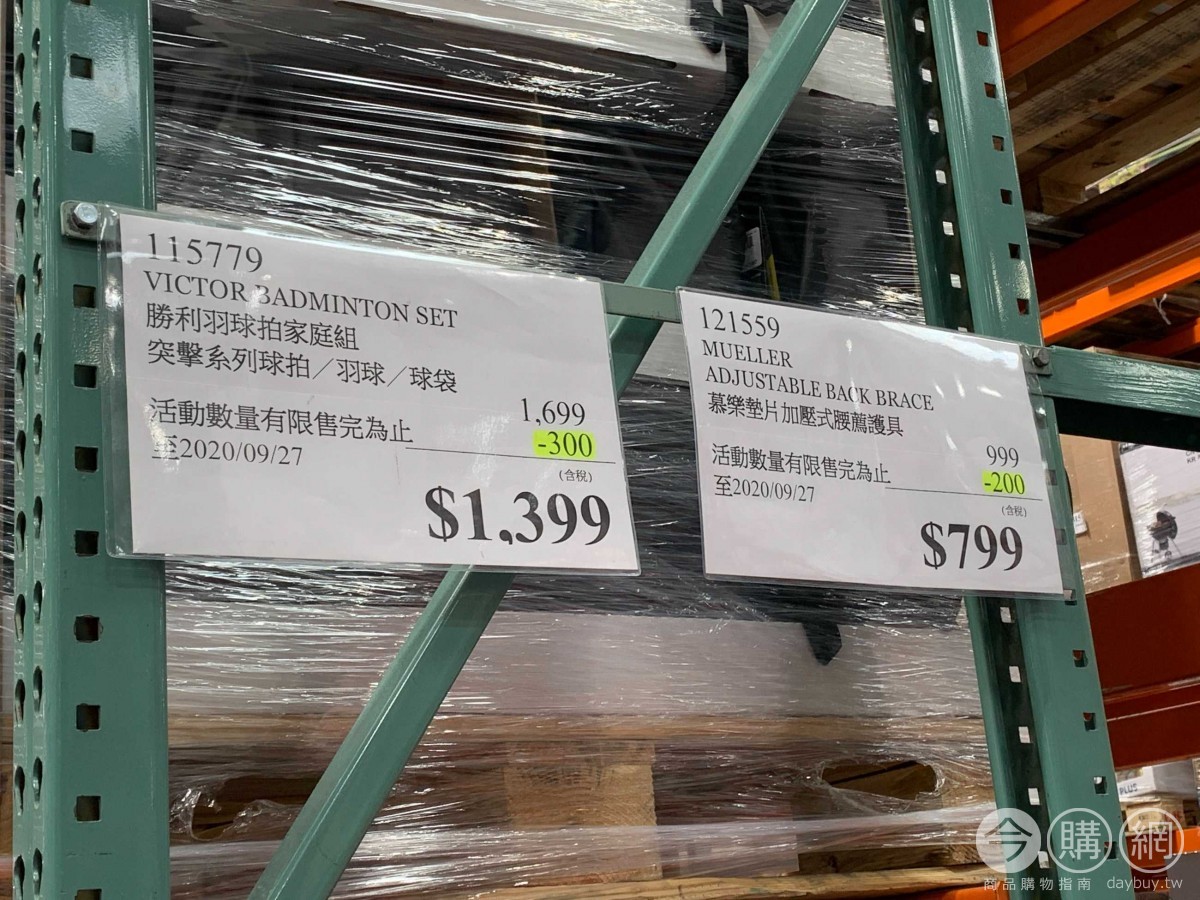 115779
VICTOR BADMINTON SET
勝利羽球拍家庭組
突擊系列球拍／羽球／球袋
活動數量有限售完為止
至2020/09/27
1,699
-300
(含稅)
$1,399
121559
MUELLER
ADJUSTABLE BACK BRACE
慕樂墊片加壓式腰薦護具
活動數量有限售完為止
至2020/09/27
999
-200
(含稅)
$799
PLUS
今購網
商品購物指南 daybuy.tw